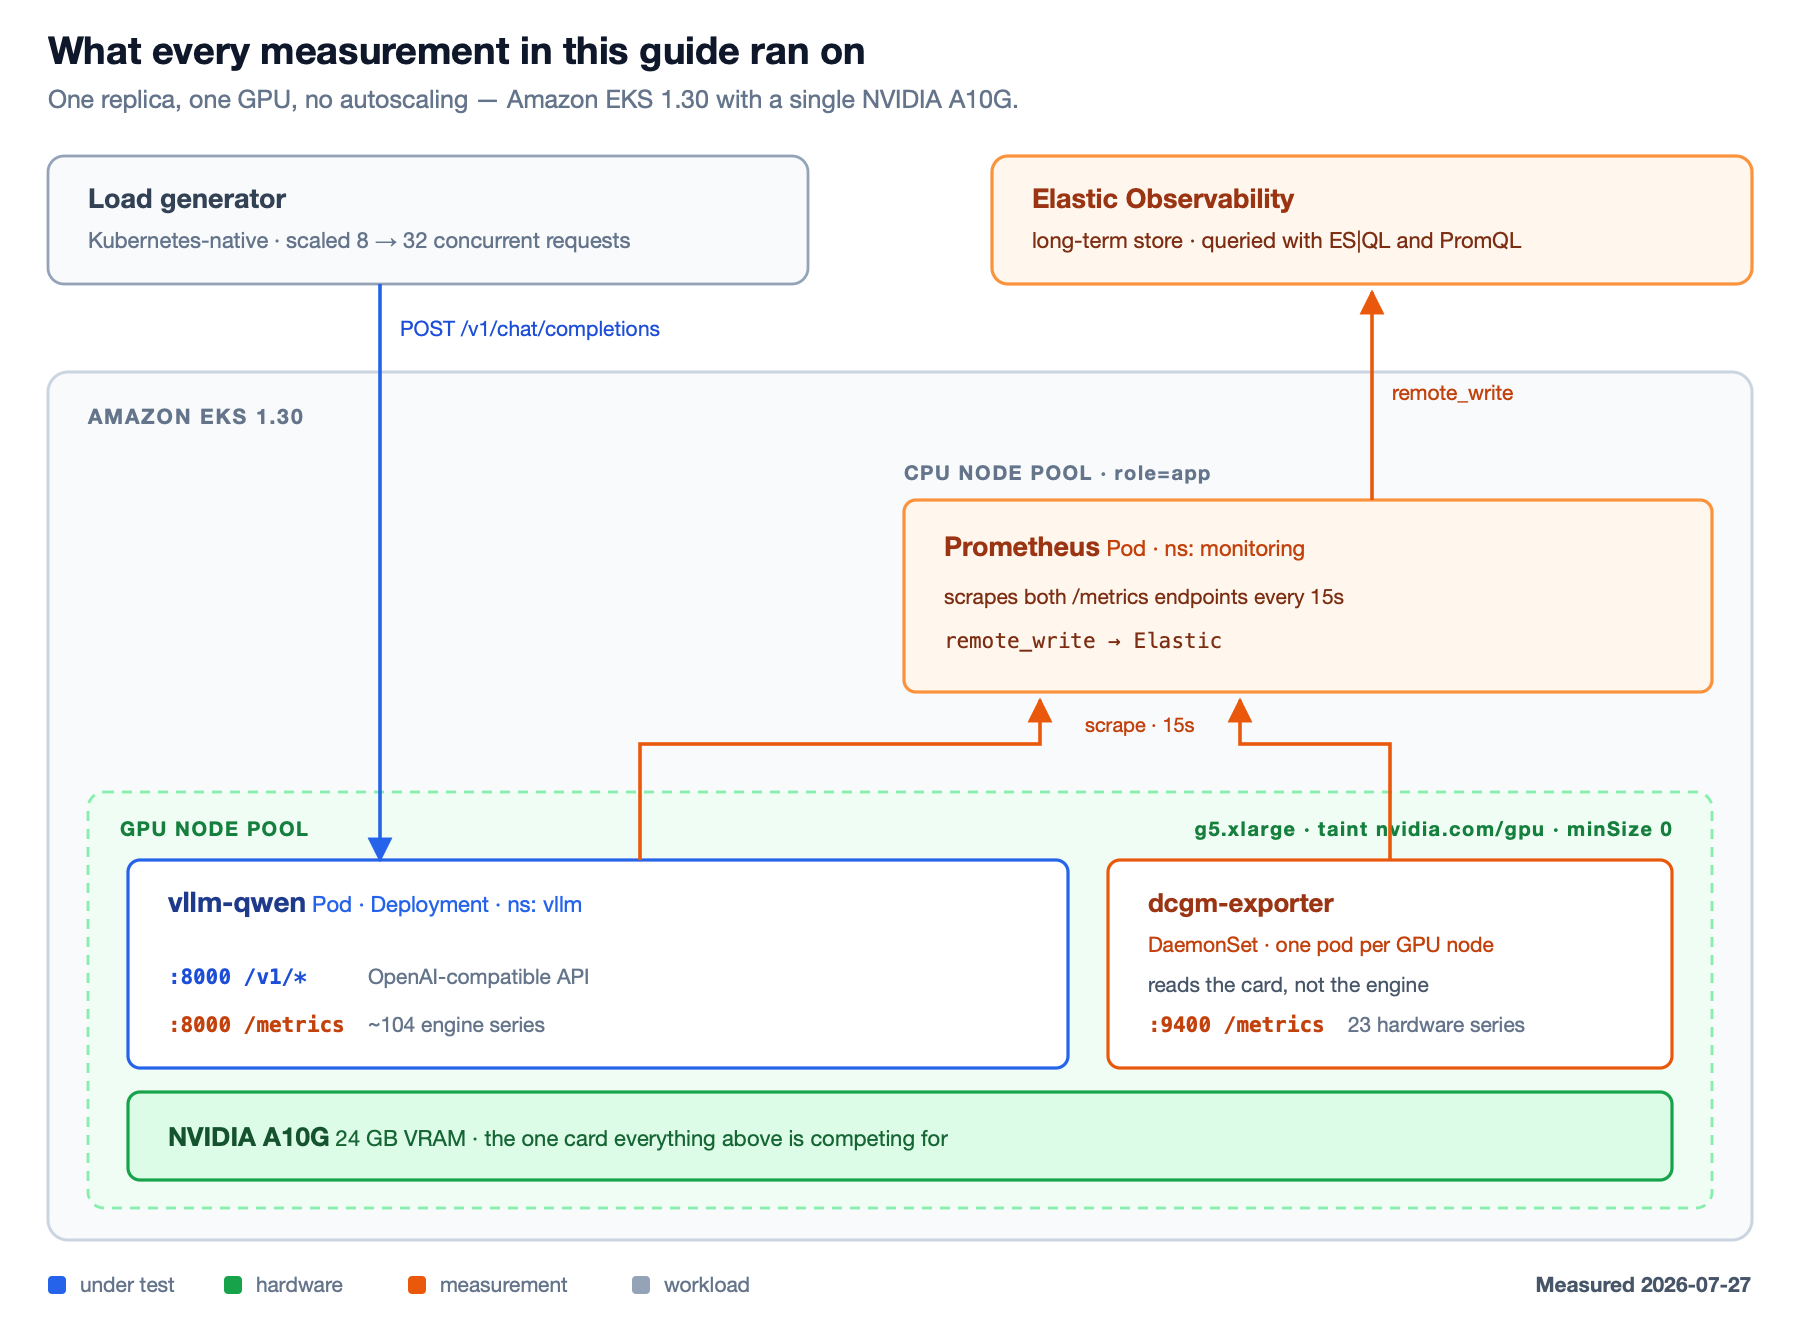 What every measurement in this guide ran on
One replica, one GPU, no autoscaling — Amazon EKS 1.30 with a single NVIDIA A10G.
Load generator
Kubernetes-native · scaled 8 → 32 concurrent requests
Elastic Observability
long-term store · queried with ES|QL and PromQL
POST /v1/chat/completions
remote_write
AMAZON EKS 1.30
CPU NODE POOL · role=app
Prometheus Pod · ns: monitoring
scrapes both /metrics endpoints every 15s
remote_write → Elastic
scrape · 15s
GPU NODE POOL
g5.xlarge · taint nvidia.com/gpu · minSize 0
vllm-qwen Pod · Deployment · ns: vllm
:8000 /v1/* OpenAI-compatible API
:8000 /metrics ~104 engine series
dcgm-exporter
DaemonSet · one pod per GPU node
reads the card, not the engine
:9400 /metrics 23 hardware series
NVIDIA A10G 24 GB VRAM · the one card everything above is competing for
under test
hardware
measurement
workload
Measured 2026-07-27